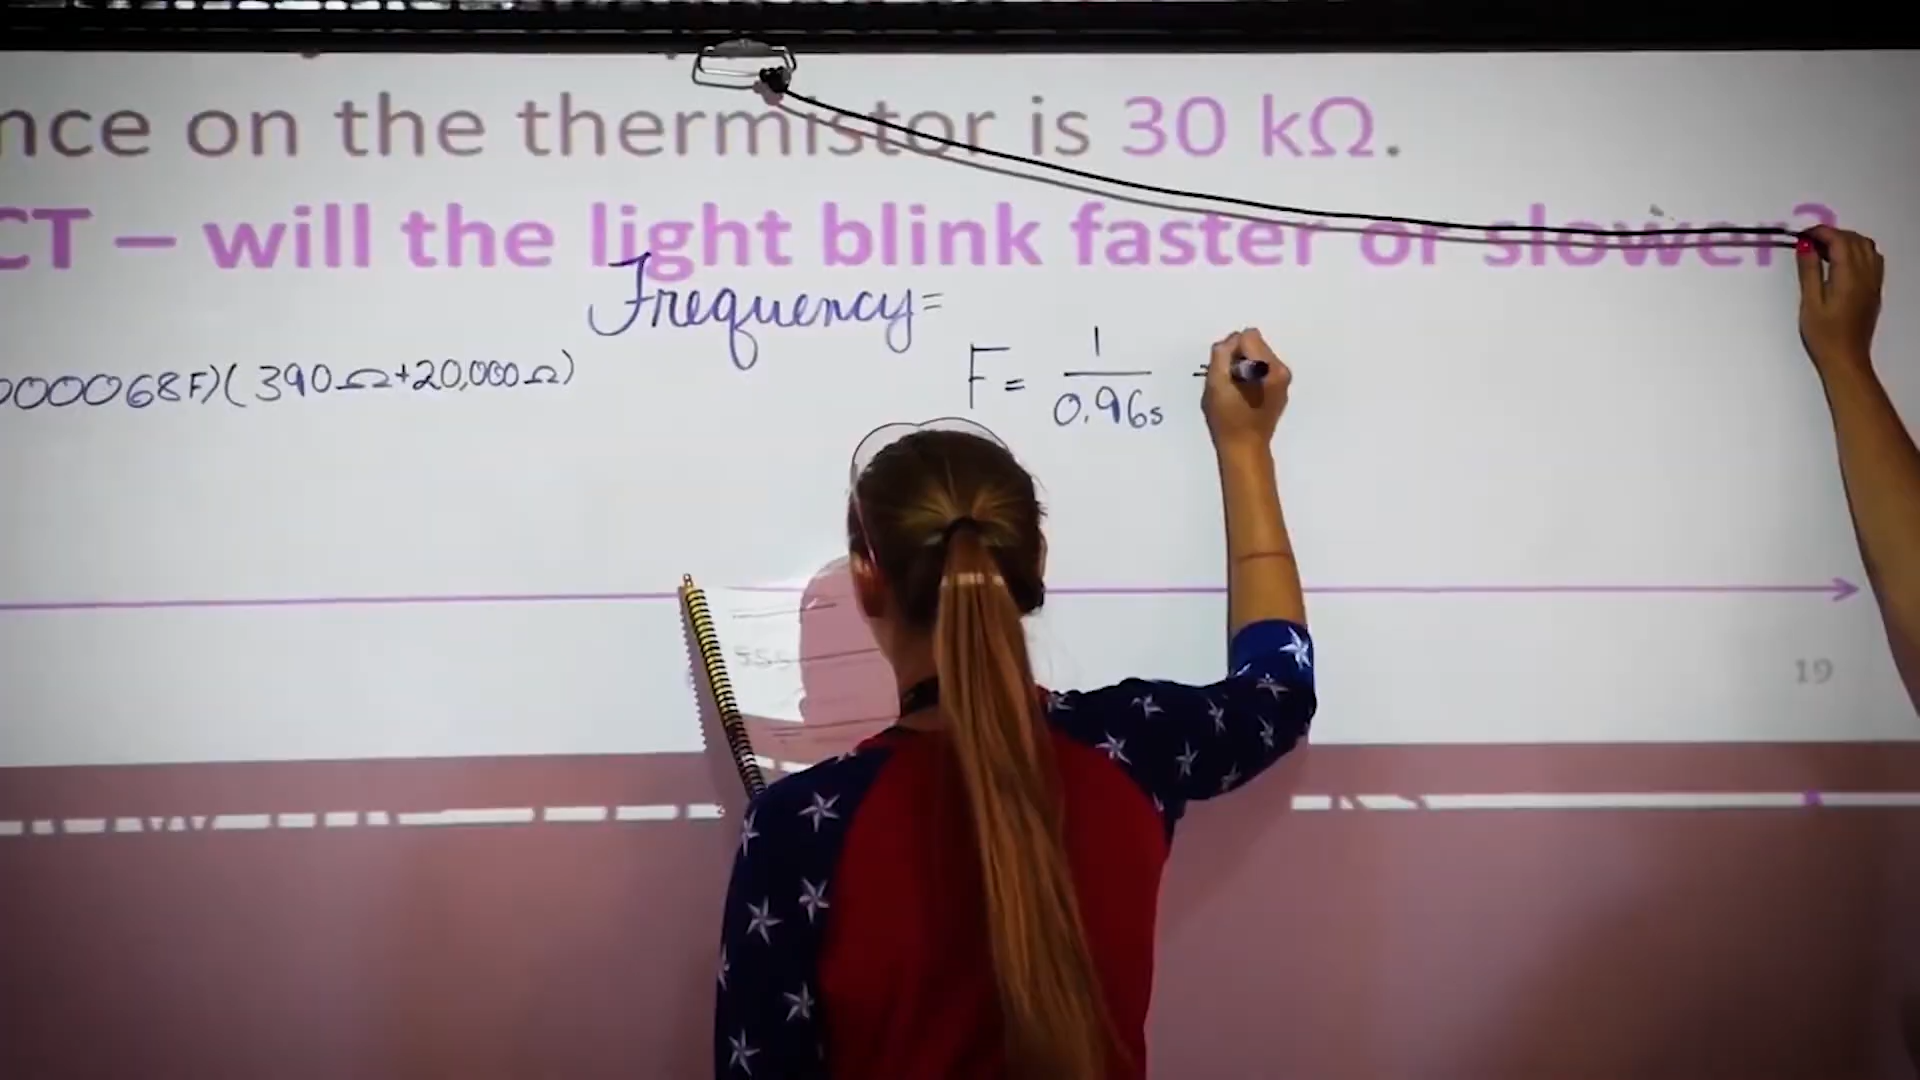 nce on the thermistor is 30 kΩ.
CT – will the light blink faster or slower?
Frequency=
000068F)(390Ω+20,000Ω)
F = 1/0.96s =
555
19